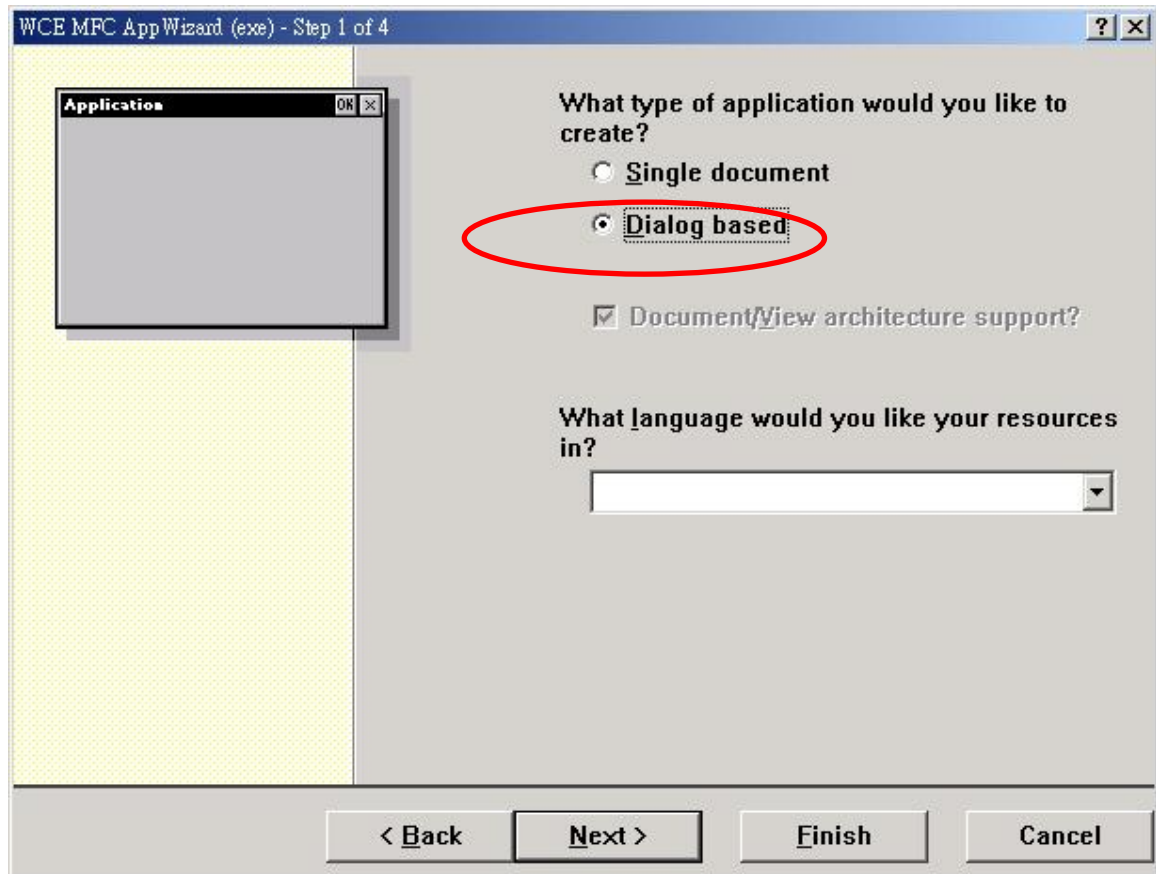 WCE MFC AppWizard (exe) - Step 1 of 4
Application
OK
What type of application would you like to
create?
Single document
Dialog based
Document/View architecture support?
What language would you like your resources
in?
< Back
Next >
Finish
Cancel